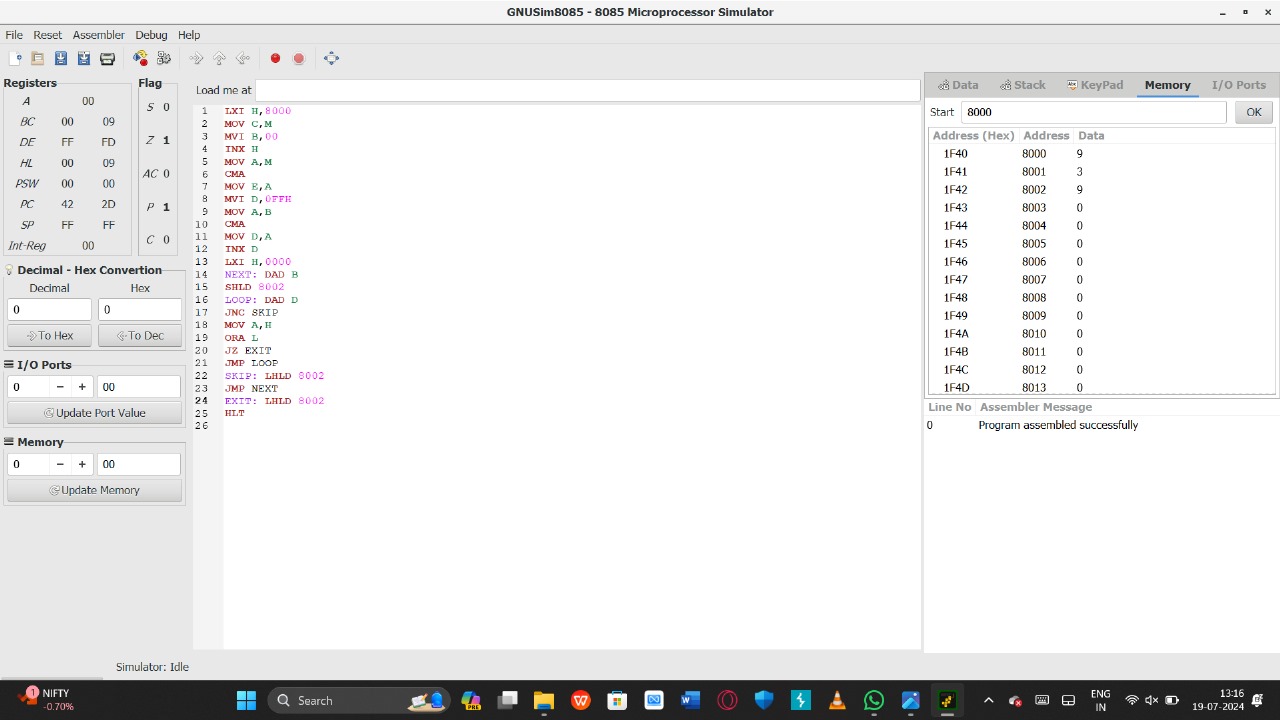 GNUSim8085 - 8085 Microprocessor Simulator
File Reset Assembler Debug Help
Registers
A 00
BC 00 09
DE FF FD
HL 00 09
PSW 00 00
PC 42 2D
SP FF FF
Int-Reg 00
Flag
S 0
Z 1
AC 0
P 1
C 0
Decimal - Hex Convertion
Decimal Hex
0 0
To Hex To Dec
I/O Ports
0 − + 00
Update Port Value
Memory
0 − + 00
Update Memory
Load me at
1 LXI H,8000
2 MOV C,M
3 MVI B,00
4 INX H
5 MOV A,M
6 CMA
7 MOV E,A
8 MVI D,0FFH
9 MOV A,B
10 CMA
11 MOV D,A
12 INX D
13 LXI H,0000
14 NEXT: DAD B
15 SHLD 8002
16 LOOP: DAD D
17 JNC SKIP
18 MOV A,H
19 ORA L
20 JZ EXIT
21 JMP LOOP
22 SKIP: LHLD 8002
23 JMP NEXT
24 EXIT: LHLD 8002
25 HLT
26
Data Stack KeyPad Memory I/O Ports
Start 8000 OK
Address (Hex) Address Data
1F40 8000 9
1F41 8001 3
1F42 8002 9
1F43 8003 0
1F44 8004 0
1F45 8005 0
1F46 8006 0
1F47 8007 0
1F48 8008 0
1F49 8009 0
1F4A 8010 0
1F4B 8011 0
1F4C 8012 0
1F4D 8013 0
Line No Assembler Message
0 Program assembled successfully
Simulator: Idle
1 NIFTY
-0.70%
Search
PRE
ENG
IN
13:16
19-07-2024